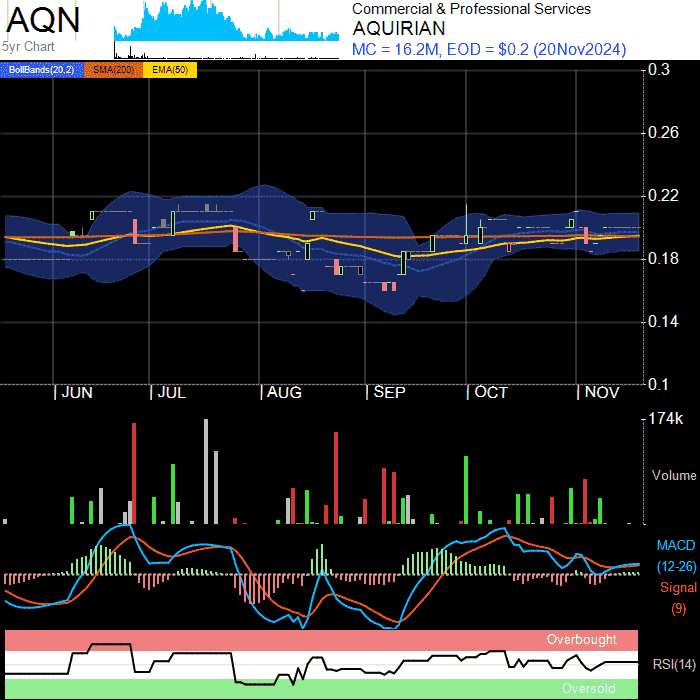 AQN
5yr Chart
Commercial & Professional Services
AQUIRIAN
MC = 16.2M, EOD = $0.2 (20Nov2024)
BollBands(20,2) SMA(200) EMA(50)
0.3
0.26
0.22
0.18
0.14
0.1
JUN JUL AUG SEP OCT NOV
174k
Volume
MACD
(12-26)
Signal
(9)
Overbought
RSI(14)
Oversold